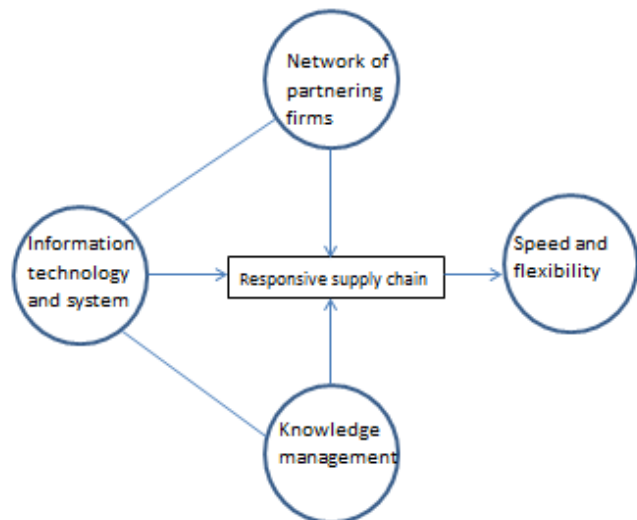 Network of
partnering
firms
Information
technology
and system
Responsive supply chain
Speed and
flexibility
Knowledge
management